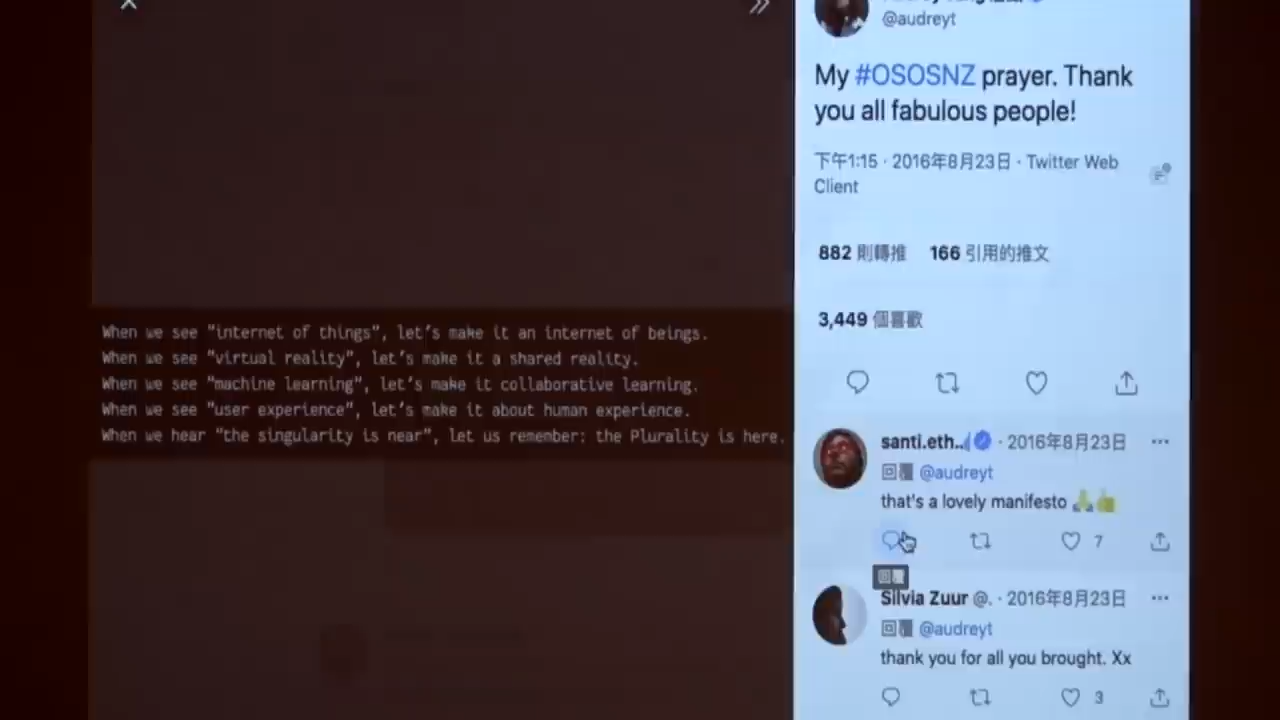 @audreyt
My #OSOSNZ prayer. Thank
you all fabulous people!
下午1:15 · 2016年8月23日 · Twitter Web
Client
882 則轉推 166 引用的推文
3,449 個喜歡
When we see "internet of things", let's make it an internet of beings.
When we see "virtual reality", let's make it a shared reality.
When we see "machine learning", let's make it collaborative learning.
When we see "user experience", let's make it about human experience.
When we hear "the singularity is near", let us remember: the Plurality is here.
santi.eth.. · 2016年8月23日 ···
回覆 @audreyt
that's a lovely manifesto
7
回覆
Silvia Zuur @. · 2016年8月23日 ···
回覆 @audreyt
thank you for all you brought. Xx
3